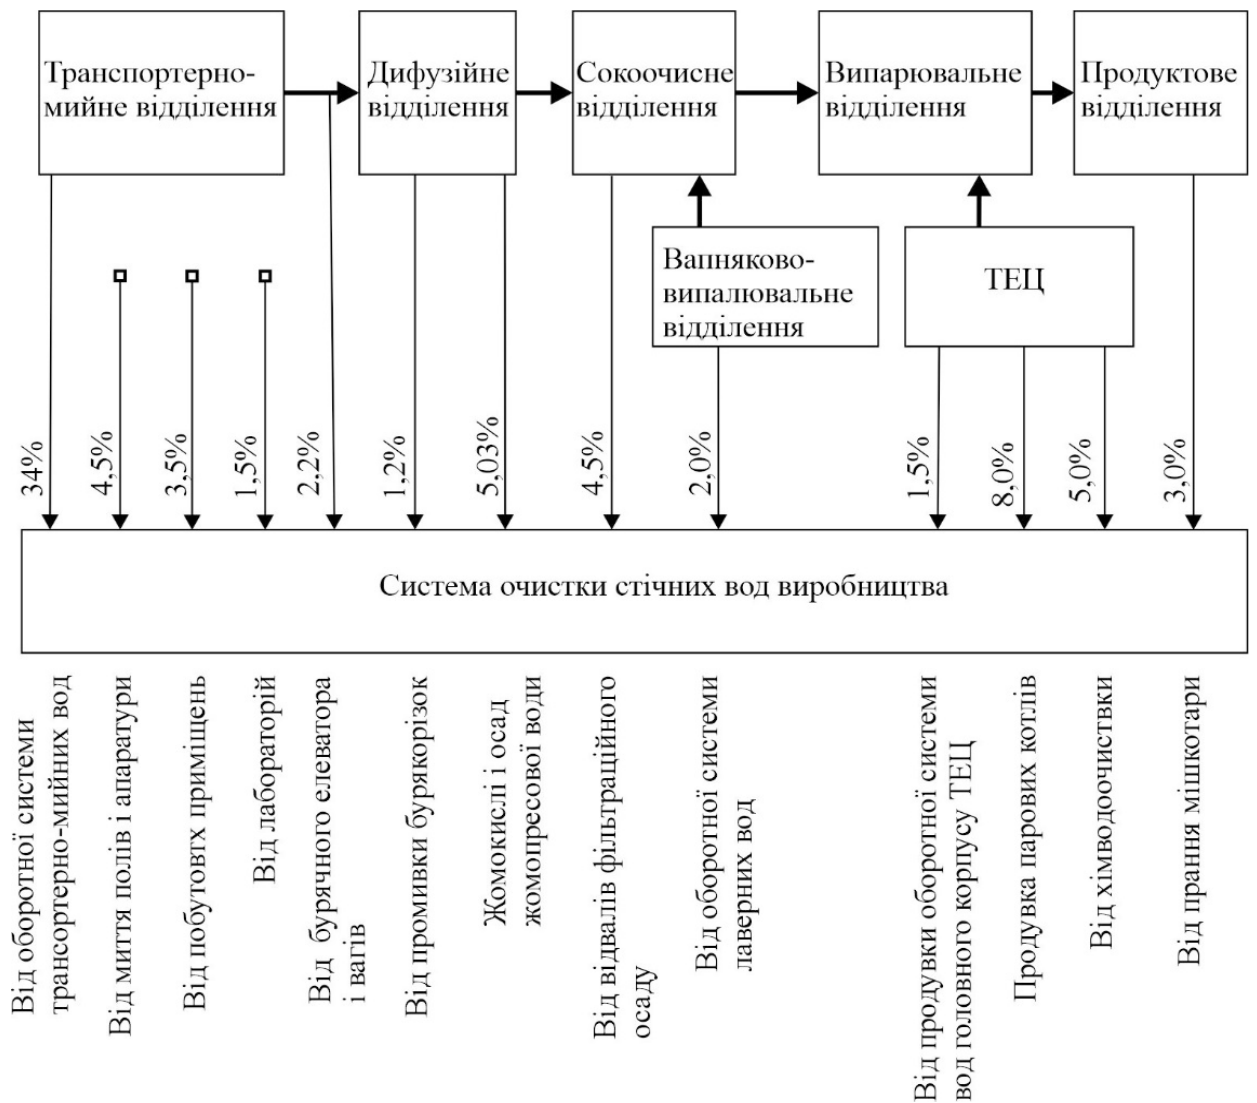 Транспортерно-
мийне відділення
Дифузійне
відділення
Сокоочисне
відділення
Випарювальне
відділення
Продуктове
відділення
Вапняково-
випалювальне
відділення
ТЕЦ
34%
4,5%
3,5%
1,5%
2,2%
1,2%
5,03%
4,5%
2,0%
1,5%
8,0%
5,0%
3,0%
Система очистки стічних вод виробництва
Від оборотної системи
трансортерно-мийних вод
Від миття полів і апаратури
Від побутовтх приміщень
Від лабораторій
Від бурячного елеватора
і вагів
Від промивки бурякорізок
Жомокислі і осад
жомопресової води
Від відвалів фільтраційного
осаду
Від оборотної системи
лаверних вод
Від продувки оборотної системи
вод головного корпусу ТЕЦ
Продувка парових котлів
Від хімводоочиствки
Від прання мішкотари